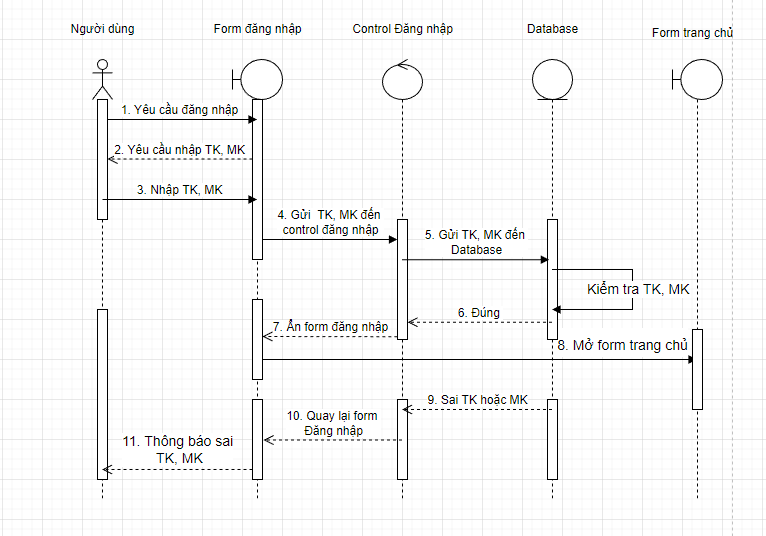 Người dùng
Form đăng nhập
Control Đăng nhập
Database
Form trang chủ
1. Yêu cầu đăng nhập
2. Yêu cầu nhập TK, MK
3. Nhập TK, MK
4. Gửi TK, MK đến
control đăng nhập
5. Gửi TK, MK đến
Database
Kiểm tra TK, MK
6. Đúng
7. Ẩn form đăng nhập
8. Mở form trang chủ
9. Sai TK hoặc MK
10. Quay lại form
Đăng nhập
11. Thông báo sai
TK, MK